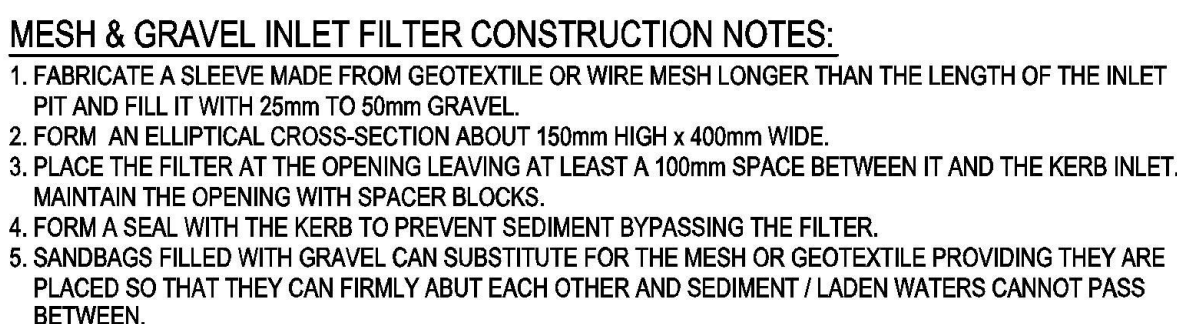 MESH & GRAVEL INLET FILTER CONSTRUCTION NOTES:
1. FABRICATE A SLEEVE MADE FROM GEOTEXTILE OR WIRE MESH LONGER THAN THE LENGTH OF THE INLET
PIT AND FILL IT WITH 25mm TO 50mm GRAVEL.
2. FORM AN ELLIPTICAL CROSS-SECTION ABOUT 150mm HIGH x 400mm WIDE.
3. PLACE THE FILTER AT THE OPENING LEAVING AT LEAST A 100mm SPACE BETWEEN IT AND THE KERB INLET.
MAINTAIN THE OPENING WITH SPACER BLOCKS.
4. FORM A SEAL WITH THE KERB TO PREVENT SEDIMENT BYPASSING THE FILTER.
5. SANDBAGS FILLED WITH GRAVEL CAN SUBSTITUTE FOR THE MESH OR GEOTEXTILE PROVIDING THEY ARE
PLACED SO THAT THEY CAN FIRMLY ABUT EACH OTHER AND SEDIMENT / LADEN WATERS CANNOT PASS
BETWEEN.